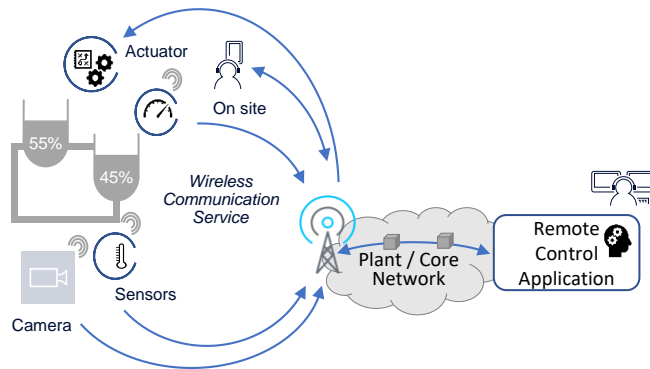 Actuator
On site
55%
45%
Wireless
Communication
Service
Sensors
Camera
Plant / Core
Network
Remote
Control
Application